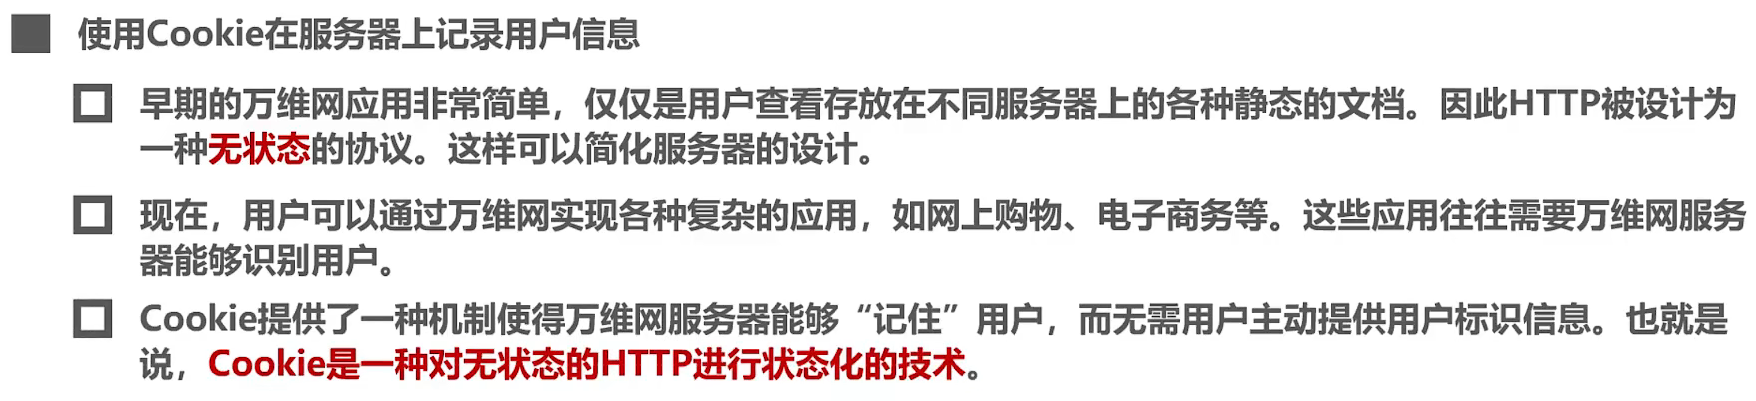 使用Cookie在服务器上记录用户信息
早期的万维网应用非常简单，仅仅是用户查看存放在不同服务器上的各种静态的文档。因此HTTP被设计为
一种无状态的协议。这样可以简化服务器的设计。
现在，用户可以通过万维网实现各种复杂的应用，如网上购物、电子商务等。这些应用往往需要万维网服务
器能够识别用户。
Cookie提供了一种机制使得万维网服务器能够“记住”用户，而无需用户主动提供用户标识信息。也就是
说，Cookie是一种对无状态的HTTP进行状态化的技术。